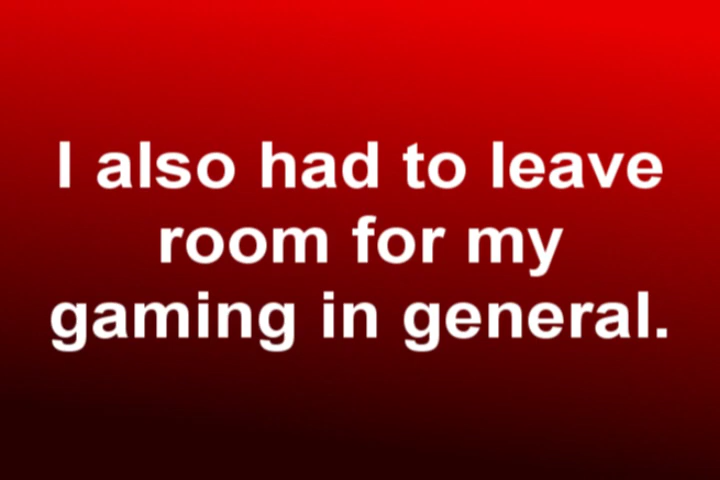 I also had to leave
room for my
gaming in general.